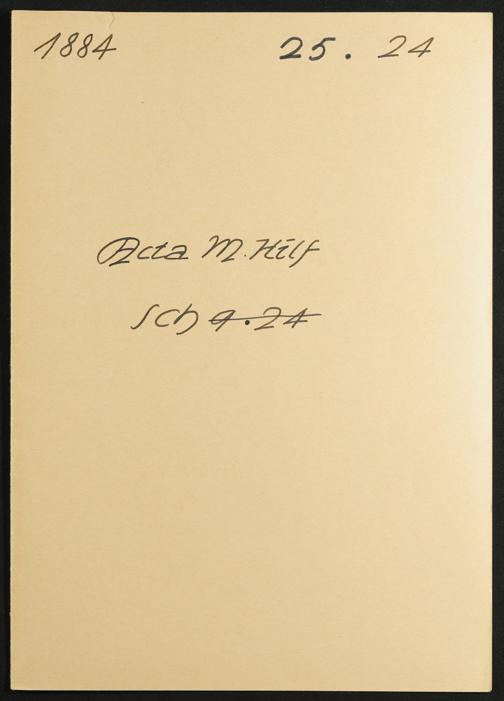 1884 25. 24
Acta M. Hilf
Sch 9.24